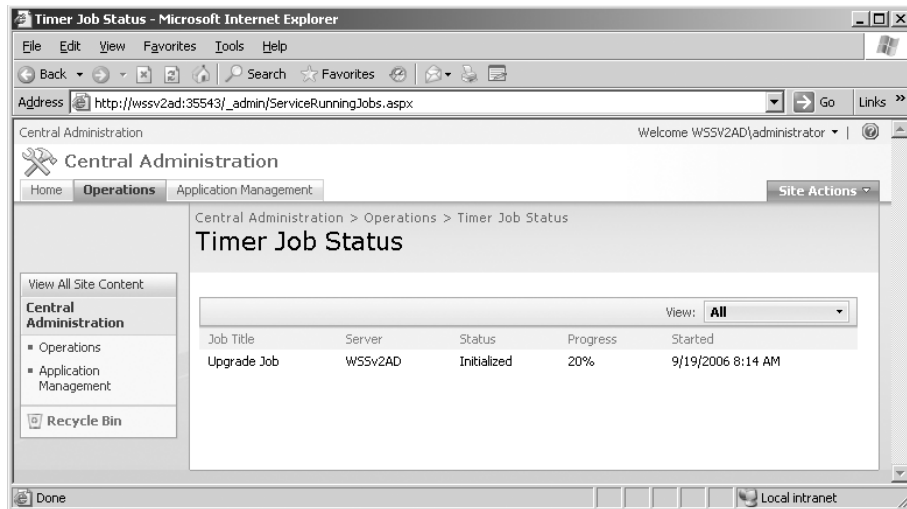 Timer Job Status - Microsoft Internet Explorer
File Edit View Favorites Tools Help
Back Search Favorites
Address http://wssv2ad:35543/_admin/ServiceRunningJobs.aspx Go Links »
Central Administration Welcome WSSV2AD\administrator |
Central Administration
Home Operations Application Management Site Actions
Central Administration > Operations > Timer Job Status
Timer Job Status
View All Site Content
Central
Administration
Operations
Application
Management
Recycle Bin
View: All
Job Title Server Status Progress Started
Upgrade Job WSSv2AD Initialized 20% 9/19/2006 8:14 AM
Done Local intranet